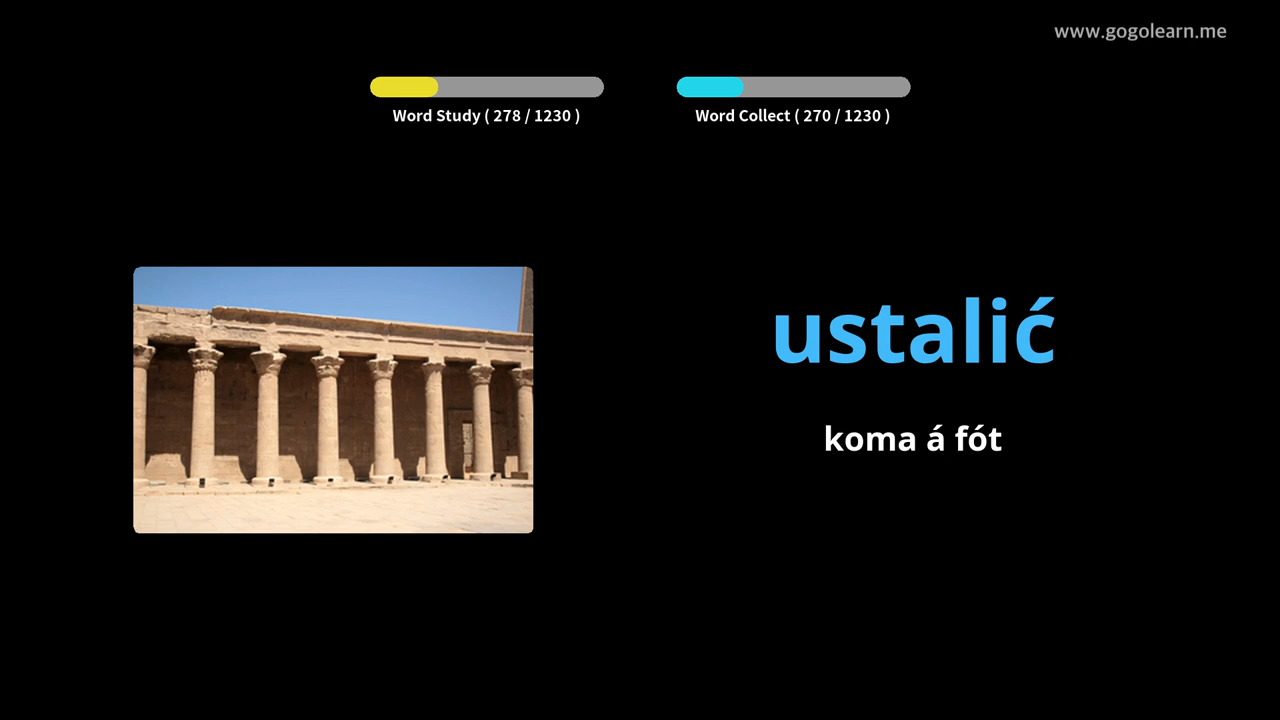 www.gogolearn.me
Word Study ( 278 / 1230 )
Word Collect ( 270 / 1230 )
ustalić
koma á fót